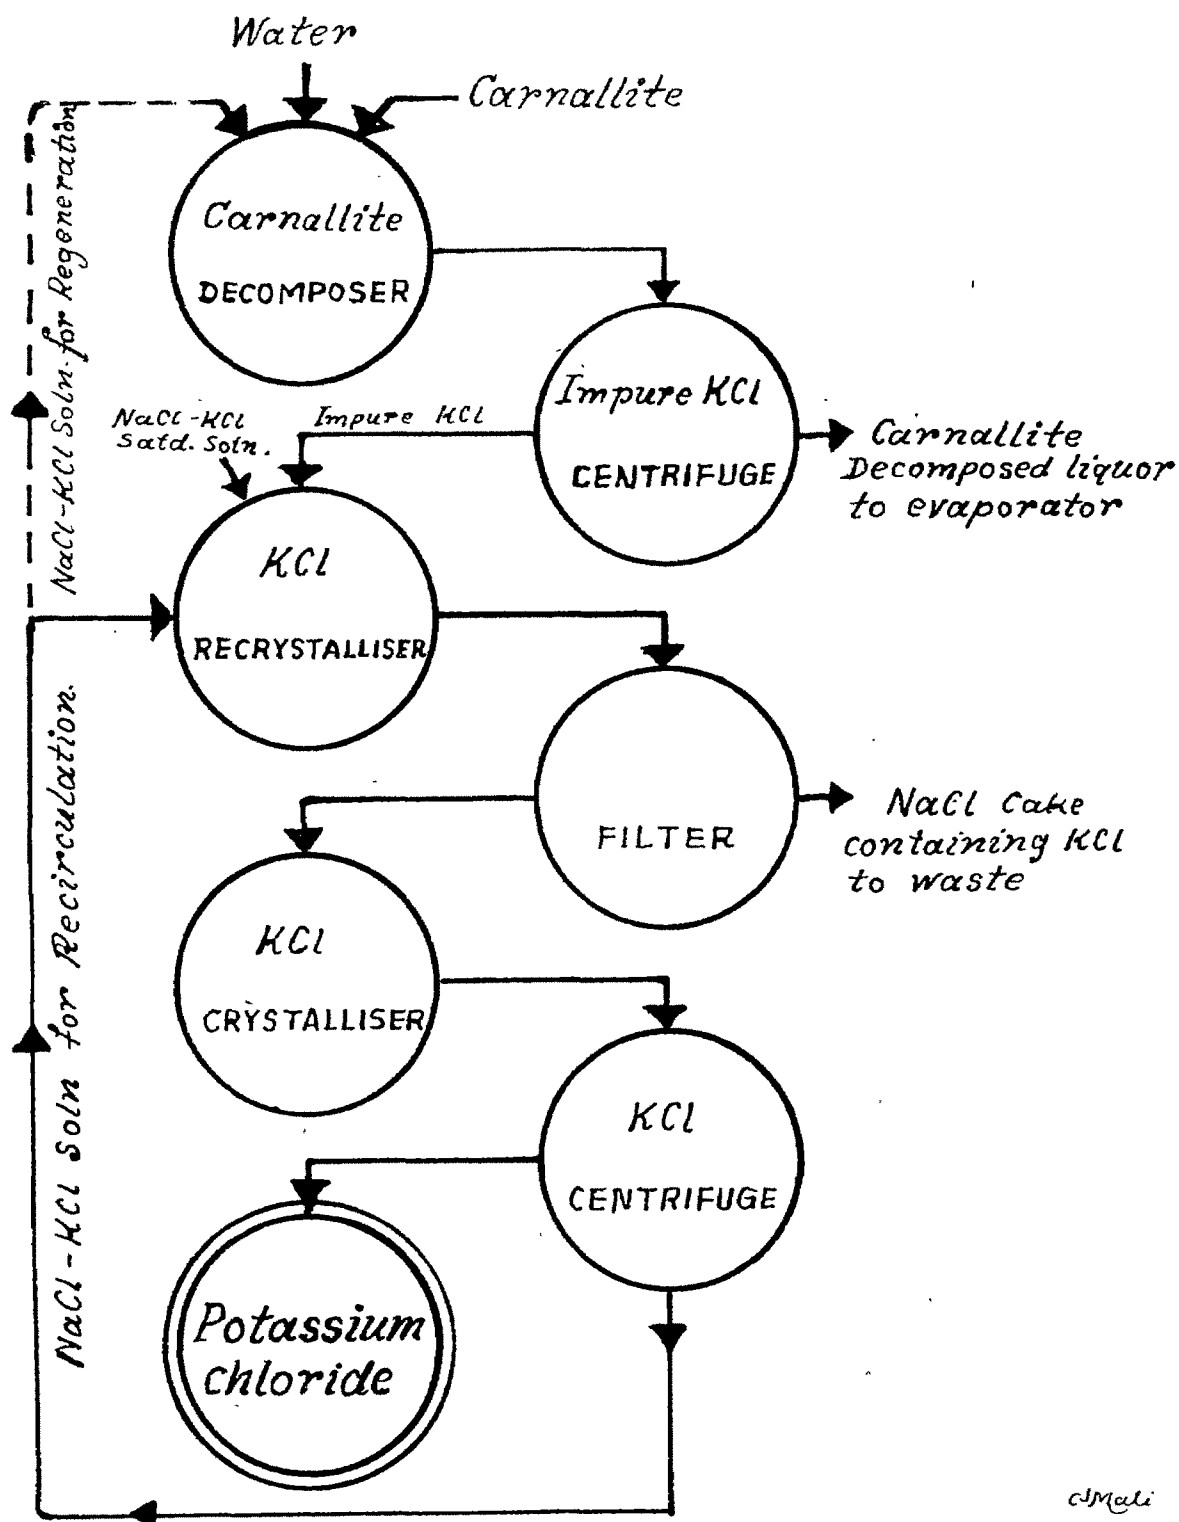 Water
Carnallite
Carnallite
DECOMPOSER
NaCl-KCl Soln. for Regeneration
Impure KCl
CENTRIFUGE
Carnallite
Decomposed liquor
to evaporator
NaCl-KCl
Satd. Soln.
Impure KCl
KCl
RECRYSTALLISER
FILTER
NaCl Cake
containing KCl
to waste
NaCl-KCl Soln for Recirculation.
KCl
CRYSTALLISER
KCl
CENTRIFUGE
Potassium
chloride